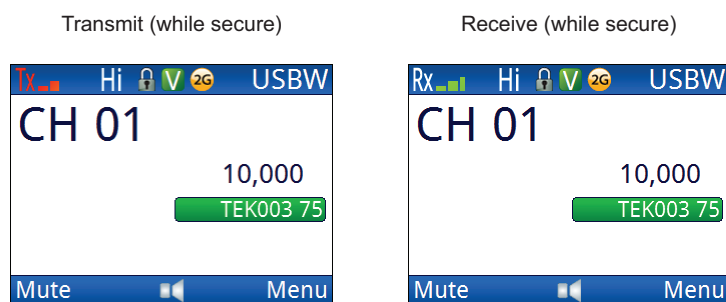 Transmit (while secure)
Tx Hi V 2G USBW
CH 01
10,000
TEK003 75
Mute Menu
Receive (while secure)
Rx Hi V 2G USBW
CH 01
10,000
TEK003 75
Mute Menu